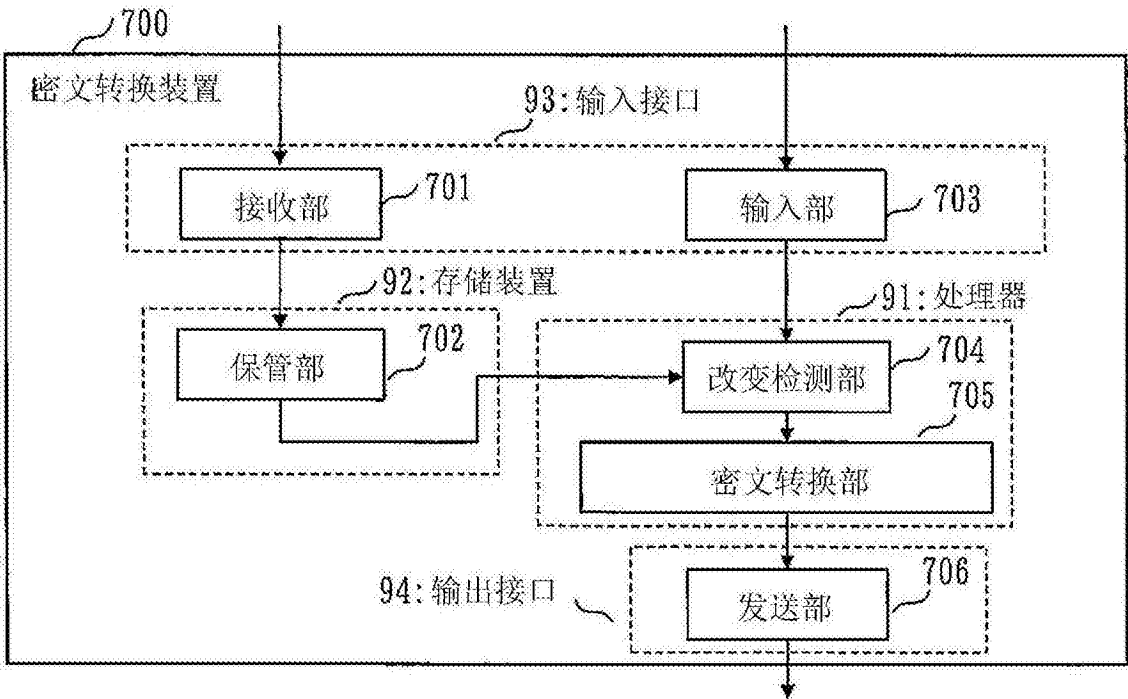 700
密文转换装置
93:输入接口
接收部
701
输入部
703
92:存储装置
91:处理器
保管部
702
改变检测部
704
705
密文转换部
94:输出接口
发送部
706